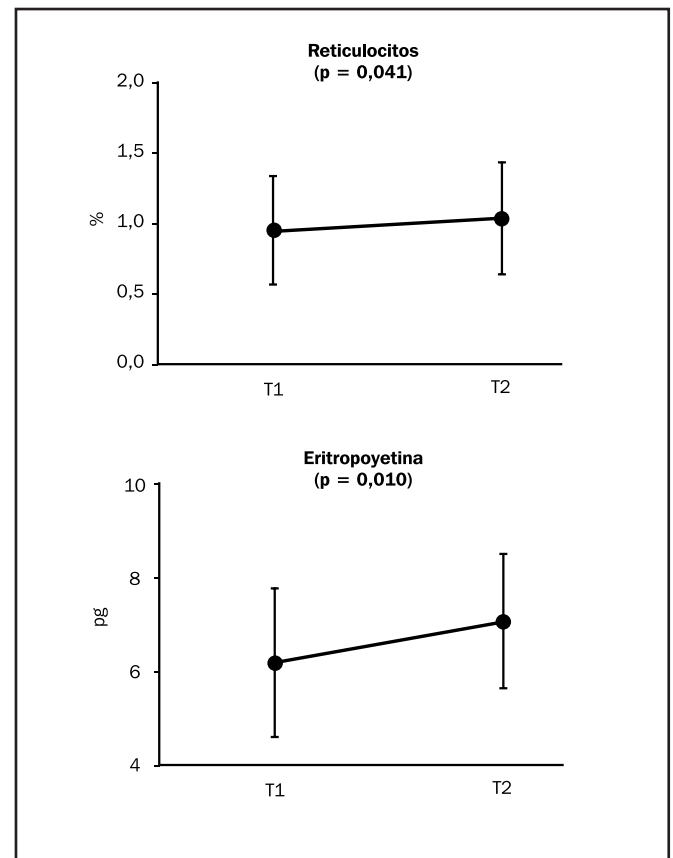 Reticulocitos
(p = 0,041)
2,0
1,5
1,0
0,5
0,0
%
T1
T2
Eritropoyetina
(p = 0,010)
10
8
6
4
pg
T1
T2